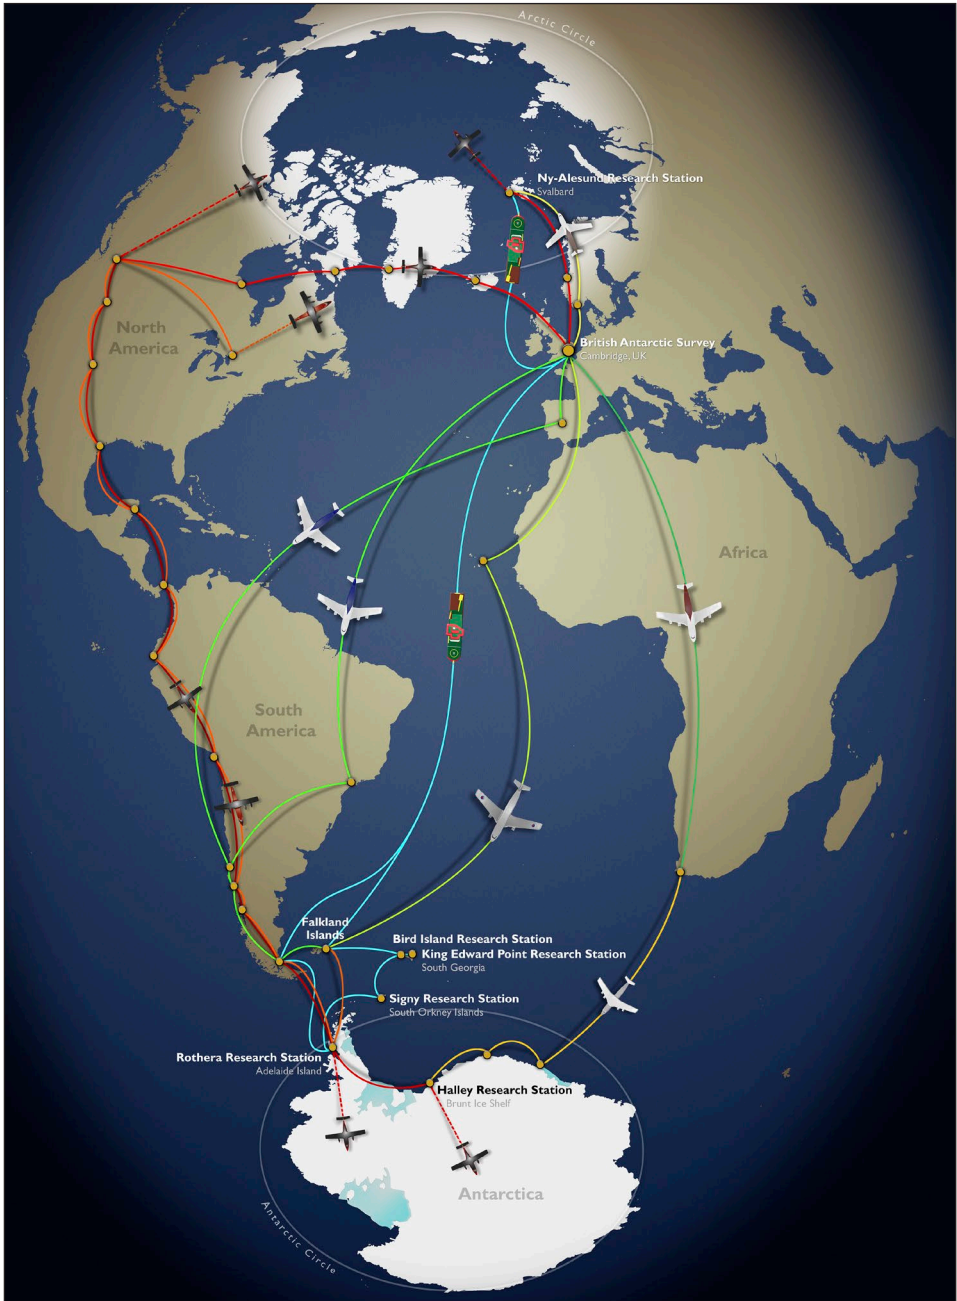 Arctic Circle
Ny-Alesund Research Station
Svalbard
North
America
British Antarctic Survey
Cambridge, UK
Africa
South
America
Falkland
Islands
Bird Island Research Station
King Edward Point Research Station
South Georgia
Signy Research Station
South Orkney Islands
Rothera Research Station
Adelaide Island
Halley Research Station
Brunt Ice Shelf
Antarctica
Antarctic Circle